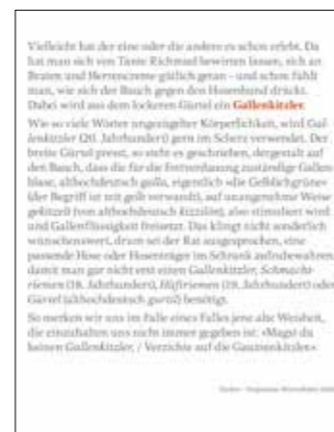 Vielleicht hat der eine oder die andere es schon erlebt. Da
hat man sich von Tante Richmud bewirten lassen, sich an
Braten und Herrencreme gütlich getan – und schon fühlt
man, wie sich der Bauch gegen den Hosenbund drückt.
Dabei wird aus dem lockeren Gürtel ein Gallenkitzler.
Wie so viele Wörter ungezügelter Körperlichkeit, wird Gal-
lenkitzler (20. Jahrhundert) gern im Scherz verwendet. Der
breite Gürtel presst, so steht es geschrieben, dergestalt auf
den Bauch, dass die für die Fettverdauung zuständige Gallen-
blase, althochdeutsch galla, eigentlich «die Gelblichgrüne»
(der Begriff ist mit gelb verwandt), auf unangenehme Weise
gekitzelt (von althochdeutsch kizzilōn), also stimuliert wird
und Gallenflüssigkeit freisetzt. Das klingt nicht sonderlich
wünschenswert, drum sei der Rat ausgesprochen, eine
passende Hose oder Hosenträger im Schrank aufzubewahren,
damit man gar nicht erst einen Gallenkitzler, Schmacht-
riemen (18. Jahrhundert), Hüftriemen (19. Jahrhundert) oder
Gürtel (althochdeutsch gurtil) benötigt.
So merken wir uns im Falle eines Falles jene alte Weisheit,
die einzuhalten uns nicht immer gegeben ist: «Magst du
keinen Gallenkitzler, / Verzichte auf die Gaumenkitzler.»